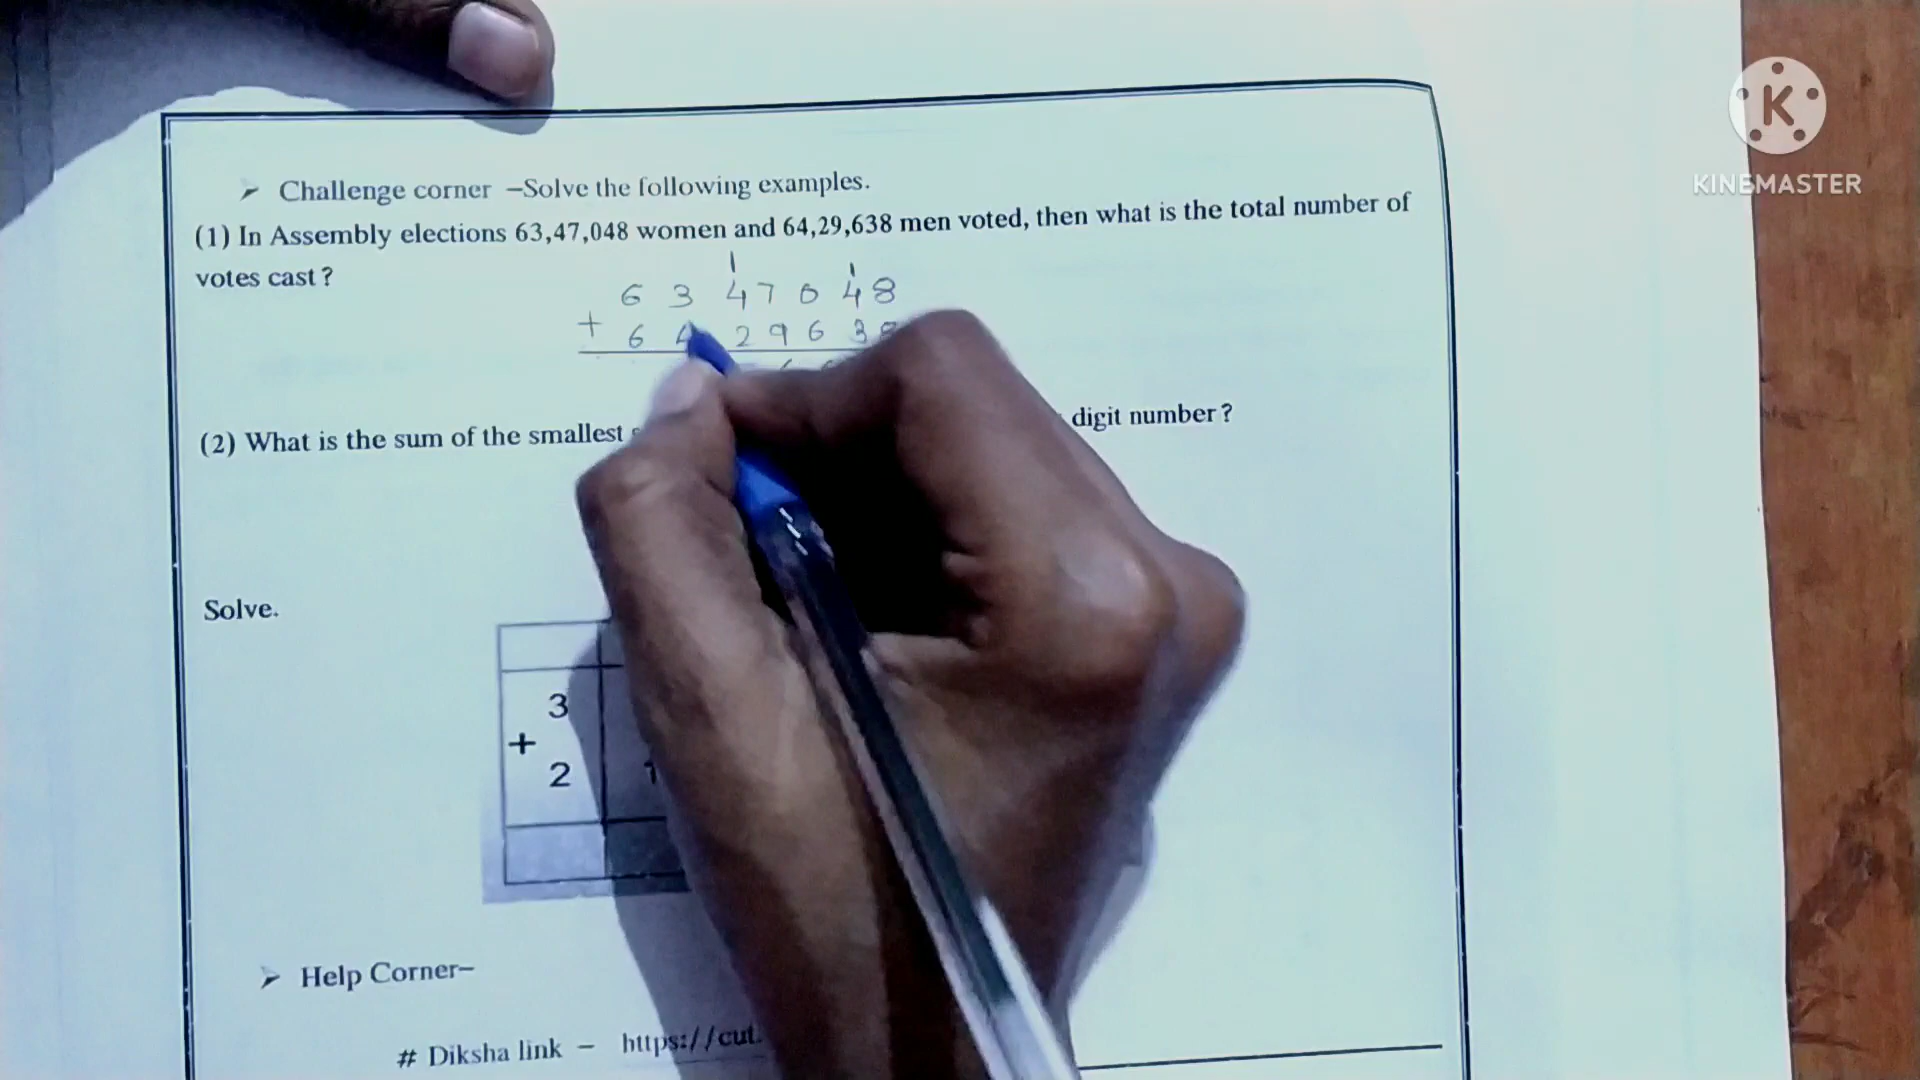 K
KINEMASTER
➢ Challenge corner –Solve the following examples.
(1) In Assembly elections 63,47,048 women and 64,29,638 men voted, then what is the total number of
votes cast?
1 1
6 3 4 7 0 4 8
+ 6 4 2 9 6 3 8
(2) What is the sum of the smallest digit number?
Solve.
3
+
2 1
➢ Help Corner–
# Diksha link – https://cut.